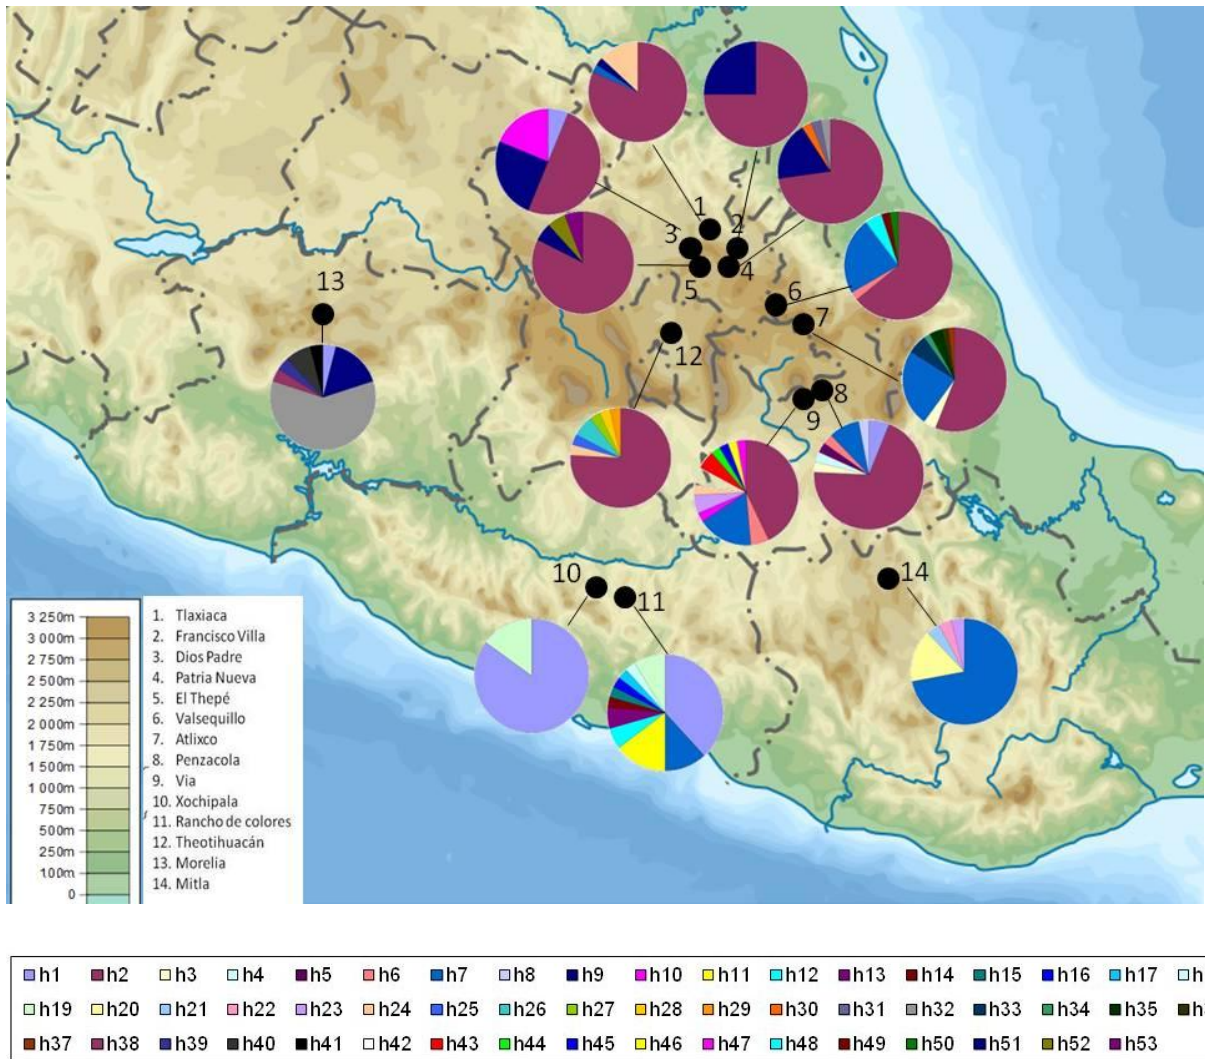 1
2
3
4
5
6
7
8
9
10
11
12
13
14
3 250m
3 000m
2 750m
2 500m
2 250m
2 000m
1 750m
1 500m
1 000m
750m
500m
250m
100m
0
1. Tlaxiaca
2 Francisco Villa
3. Dios Padre
4. Patria Nueva
5. El Thepé
6. Valsequillo
7. Atlixco
8. Penzacola
9. Via
10. Xochipala
11. Rancho de colores
12. Theotihuacán
13. Morelia
14. Mitla
h1 h2 h3 h4 h5 h6 h7 h8 h9 h10 h11 h12 h13 h14 h15 h16 h17
h19 h20 h21 h22 h23 h24 h25 h26 h27 h28 h29 h30 h31 h32 h33 h34 h35
h37 h38 h39 h40 h41 h42 h43 h44 h45 h46 h47 h48 h49 h50 h51 h52 h53